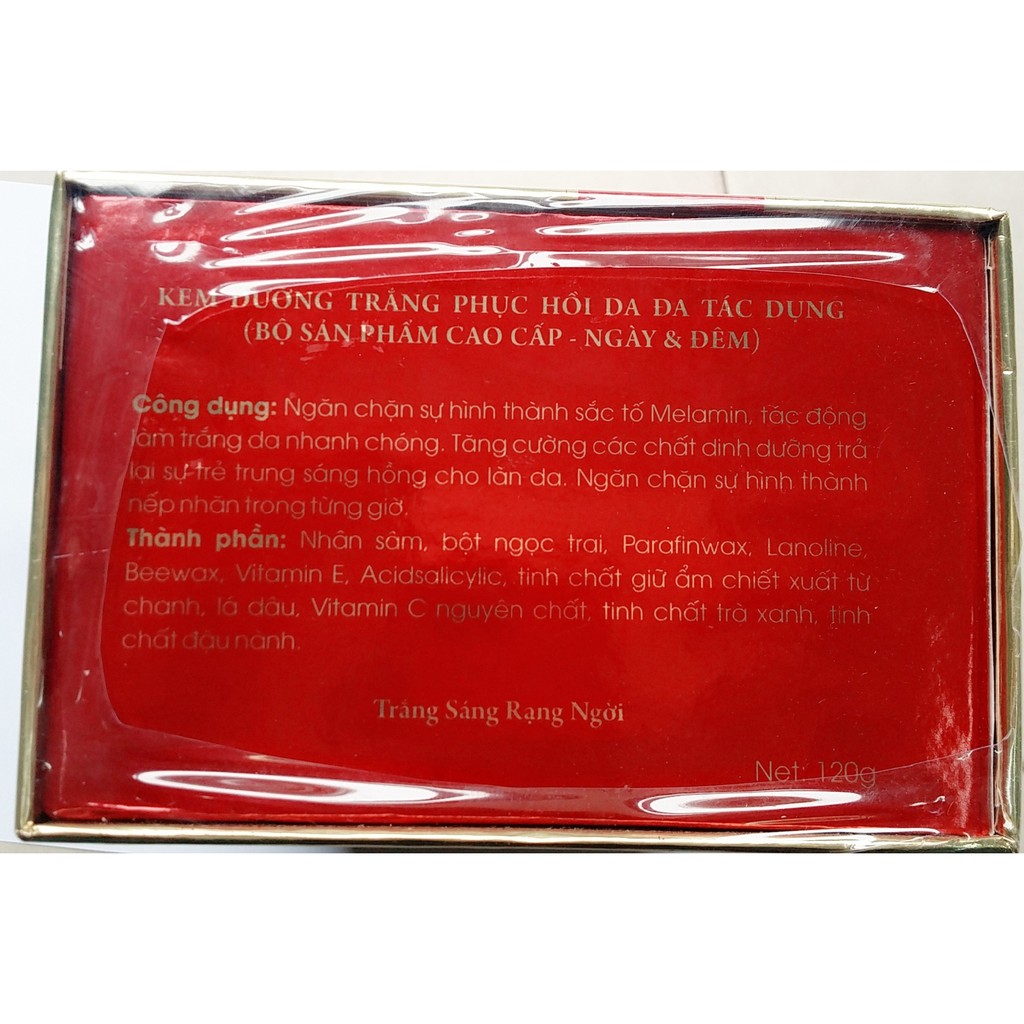 KEM DƯỠNG TRẮNG PHỤC HỒI DA ĐA TÁC DỤNG
(BỘ SẢN PHẨM CAO CẤP - NGÀY & ĐÊM)
Công dụng: Ngăn chặn sự hình thành sắc tố Melamin, tác động
làm trắng da nhanh chóng. Tăng cường các chất dinh dưỡng trả
lại sự trẻ trung sáng hồng cho làn da. Ngăn chặn sự hình thành
nếp nhăn trong từng giờ.
Thành phần: Nhân sâm, bột ngọc trai, Parafinwax, Lanoline,
Beewax, Vitamin E, Acidsalicylic, tinh chất giữ ẩm chiết xuất từ
chanh, lá dâu, Vitamin C nguyên chất, tinh chất trà xanh, tinh
chất đậu nành.
Trắng Sáng Rạng Ngời
Net: 120g